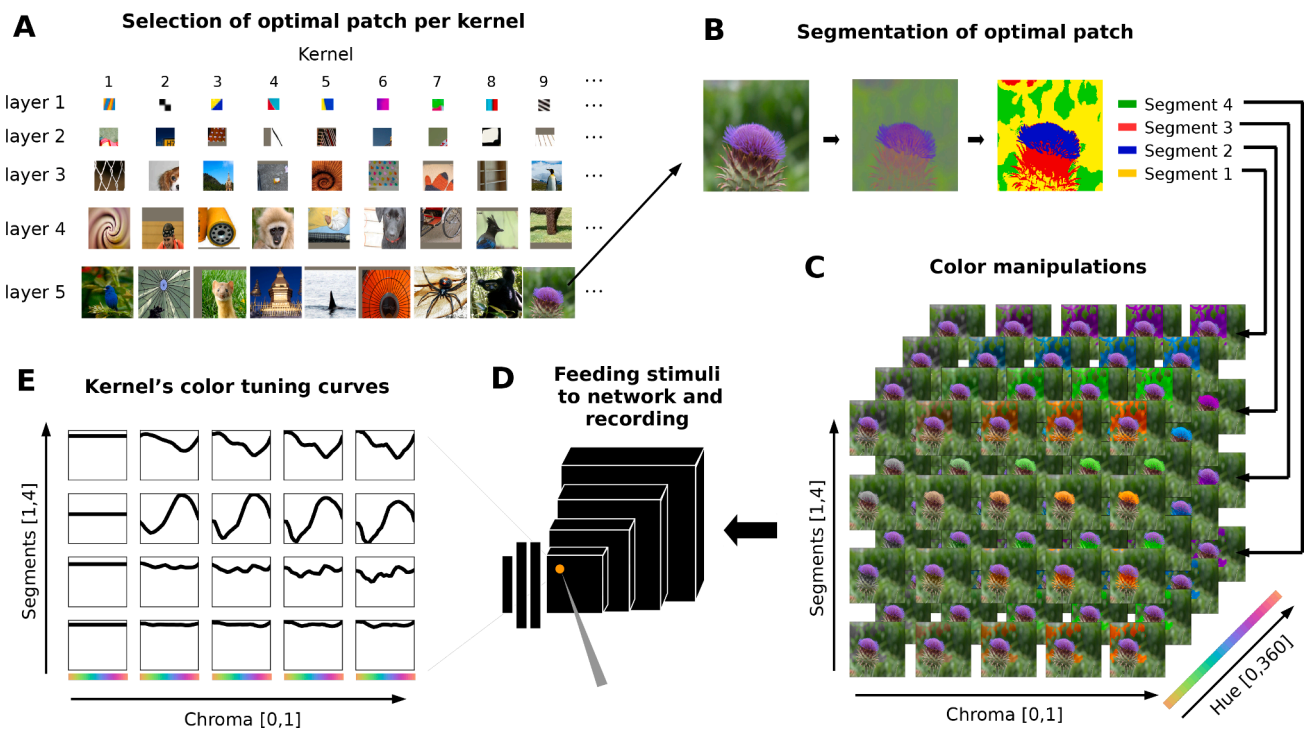 A
Selection of optimal patch per kernel
Kernel
1 2 3 4 5 6 7 8 9 ...
layer 1 ...
layer 2 ...
layer 3 ...
layer 4 ...
layer 5 ...
B
Segmentation of optimal patch
Segment 4
Segment 3
Segment 2
Segment 1
C
Color manipulations
Segments [1,4]
Chroma [0,1]
Hue [0,360]
D
Feeding stimuli
to network and
recording
E
Kernel’s color tuning curves
Segments [1,4]
Chroma [0,1]